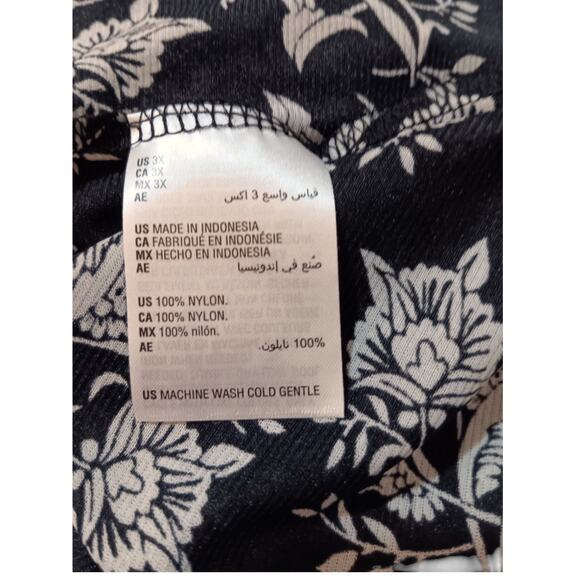 US 3X
CA 3X
MX 3X
AE قياس واسع 3 اكس
US MADE IN INDONESIA
CA FABRIQUÉ EN INDONÉSIE
MX HECHO EN INDONESIA
AE صُنع في إندونيسيا
US 100% NYLON.
CA 100% NYLON.
MX 100% nilón.
AE 100% نايلون.
US MACHINE WASH COLD GENTLE